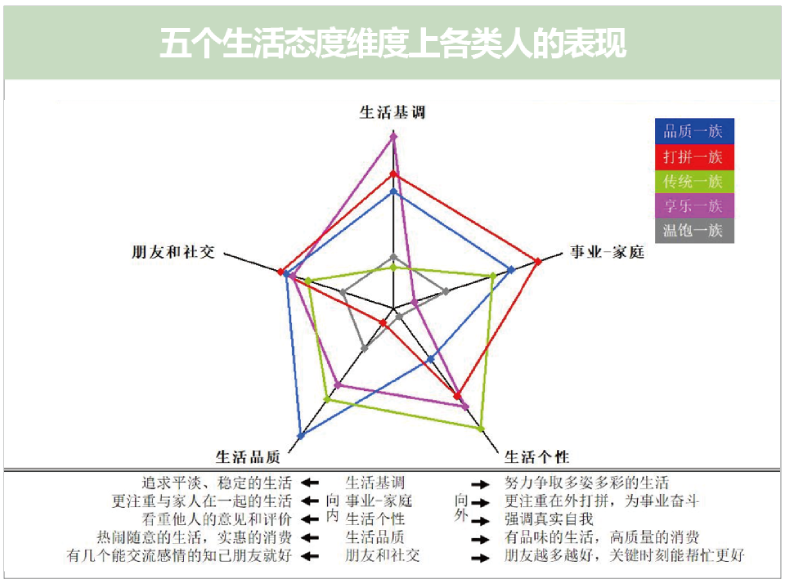 五个生活态度维度上各类人的表现
生活基调
品质一族
打拼一族
传统一族
享乐一族
温饱一族
朋友和社交
事业-家庭
生活品质
生活个性
追求平淡、稳定的生活 生活基调 努力争取多姿多彩的生活
更注重与家人在一起的生活 向 事业-家庭 向 更注重在外打拼，为事业奋斗
看重他人的意见和评价 内 生活个性 外 强调真实自我
热闹随意的生活，实惠的消费 生活品质 有品味的生活，高质量的消费
有几个能交流感情的知己朋友就好 朋友和社交 朋友越多越好，关键时刻能帮忙更好